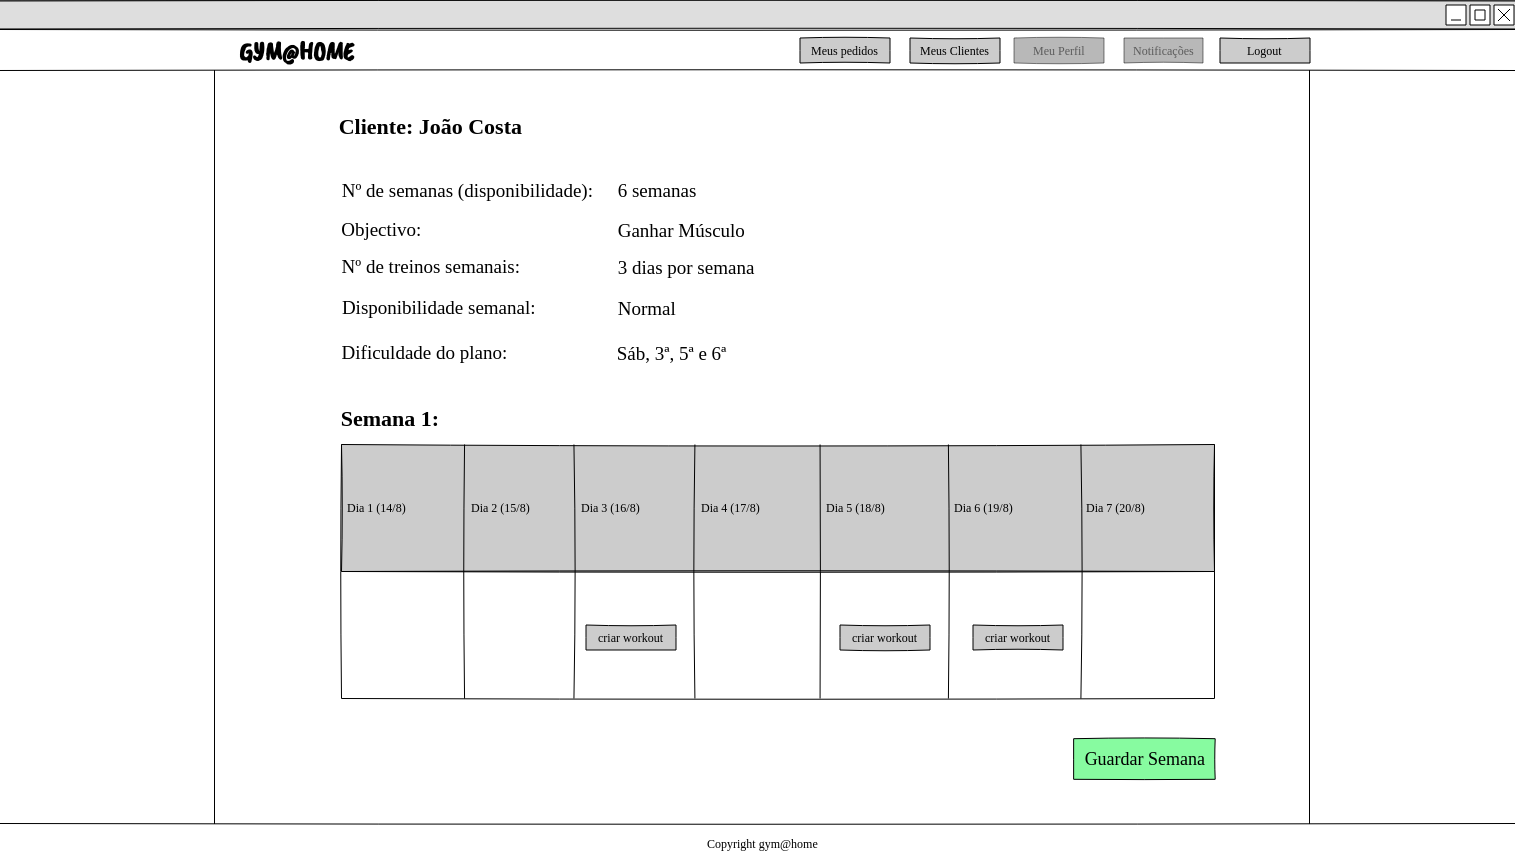 GYM@HOME
Meus pedidos
Meus Clientes
Meu Perfil
Notificações
Logout
Cliente: João Costa
Nº de semanas (disponibilidade): 6 semanas
Objectivo: Ganhar Músculo
Nº de treinos semanais: 3 dias por semana
Disponibilidade semanal: Normal
Dificuldade do plano: Sáb, 3ª, 5ª e 6ª
Semana 1:
Dia 1 (14/8) Dia 2 (15/8) Dia 3 (16/8) Dia 4 (17/8) Dia 5 (18/8) Dia 6 (19/8) Dia 7 (20/8)
criar workout criar workout criar workout
Guardar Semana
Copyright gym@home